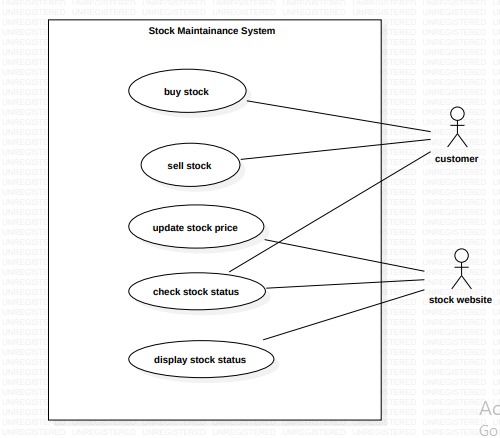 Stock Maintainance System
buy stock
sell stock
customer
update stock price
check stock status
stock website
display stock status
Ac
Go